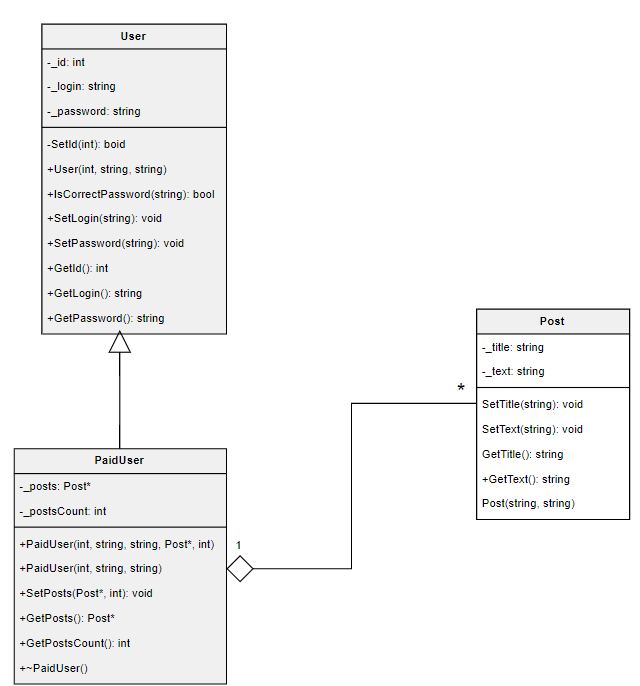 User
-_id: int
-_login: string
-_password: string
-SetId(int): boid
+User(int, string, string)
+IsCorrectPassword(string): bool
+SetLogin(string): void
+SetPassword(string): void
+GetId(): int
+GetLogin(): string
+GetPassword(): string
Post
-_title: string
-_text: string
SetTitle(string): void
SetText(string): void
GetTitle(): string
+GetText(): string
Post(string, string)
*
PaidUser
-_posts: Post*
-_postsCount: int
+PaidUser(int, string, string, Post*, int)
+PaidUser(int, string, string)
+SetPosts(Post*, int): void
+GetPosts(): Post*
+GetPostsCount(): int
+~PaidUser()
1